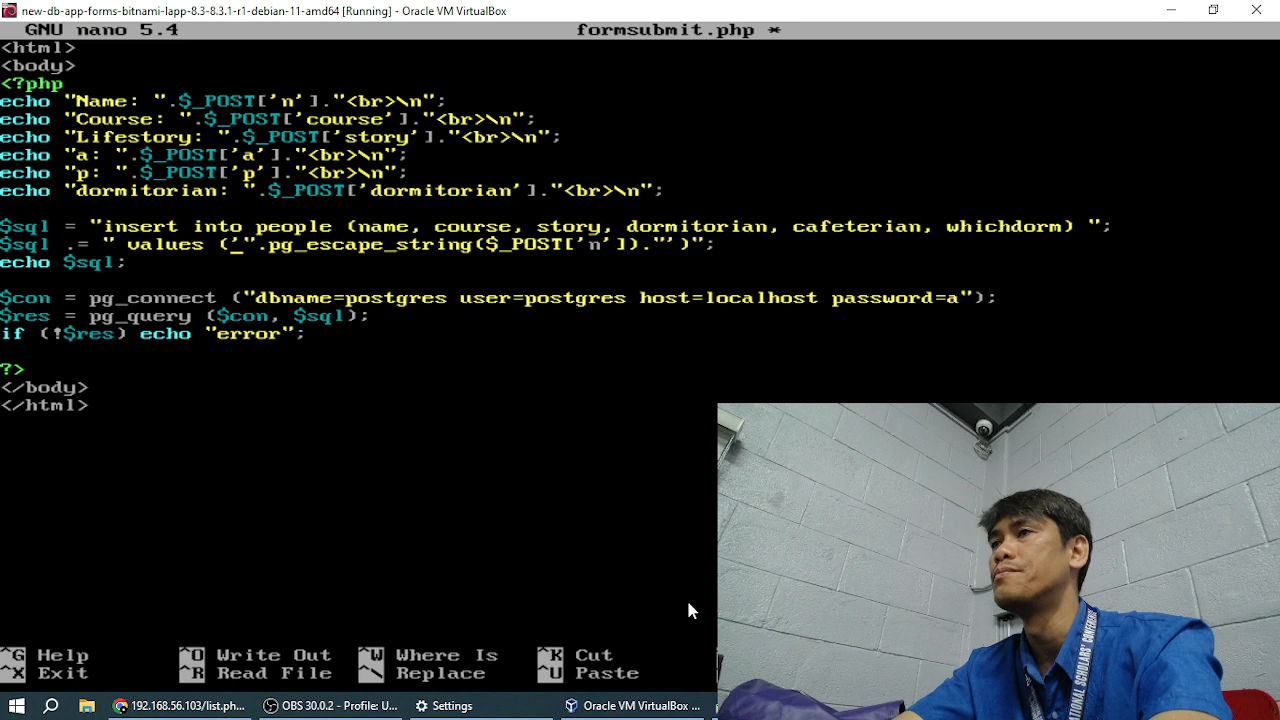 new-db-app-forms-bitnami-lapp-8.3-8.3.1-r1-debian-11-amd64 [Running] - Oracle VM VirtualBox
GNU nano 5.4 formsubmit.php *
<html>
<body>
<?php
echo "Name: ".$_POST['n']."<br>\n";
echo "Course: ".$_POST['course']."<br>\n";
echo "Lifestory: ".$_POST['story']."<br>\n";
echo "a: ".$_POST['a']."<br>\n";
echo "p: ".$_POST['p']."<br>\n";
echo "dormitorian: ".$_POST['dormitorian']."<br>\n";
$sql = "insert into people (name, course, story, dormitorian, cafeterian, whichdorm) ";
$sql .= " values ('".pg_escape_string($_POST['n'])."')";
echo $sql;
$con = pg_connect ("dbname=postgres user=postgres host=localhost password=a");
$res = pg_query ($con, $sql);
if (!$res) echo "error";
?>
</body>
</html>
^G Help ^O Write Out ^W Where Is ^K Cut
^X Exit ^R Read File ^\ Replace ^U Paste
NATIONAL SCHOLARS' CONFERENCE
192.168.56.103/list.ph... OBS 30.0.2 - Profile: U... Settings Oracle VM VirtualBox ...